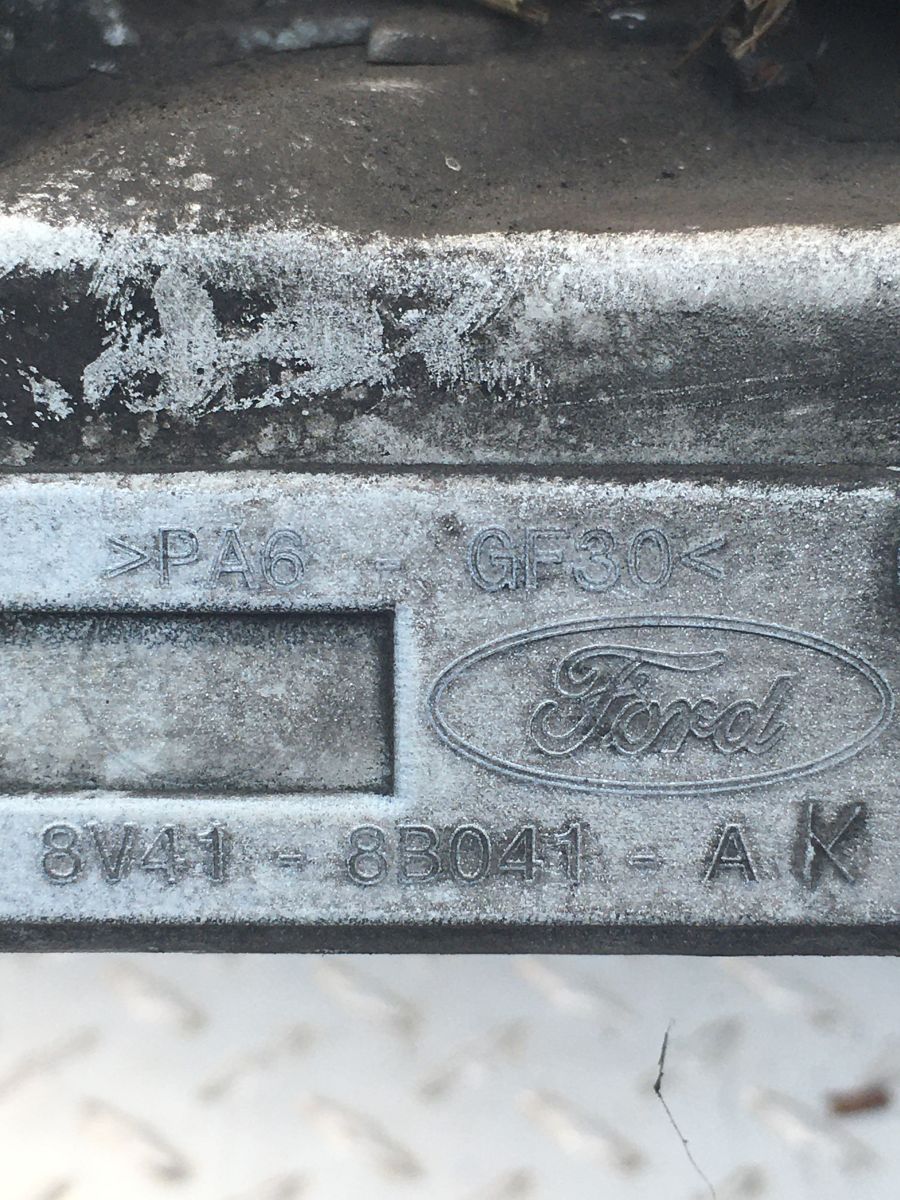 >PA6 - GF30<
Ford
8V41 - 8B041 - AK